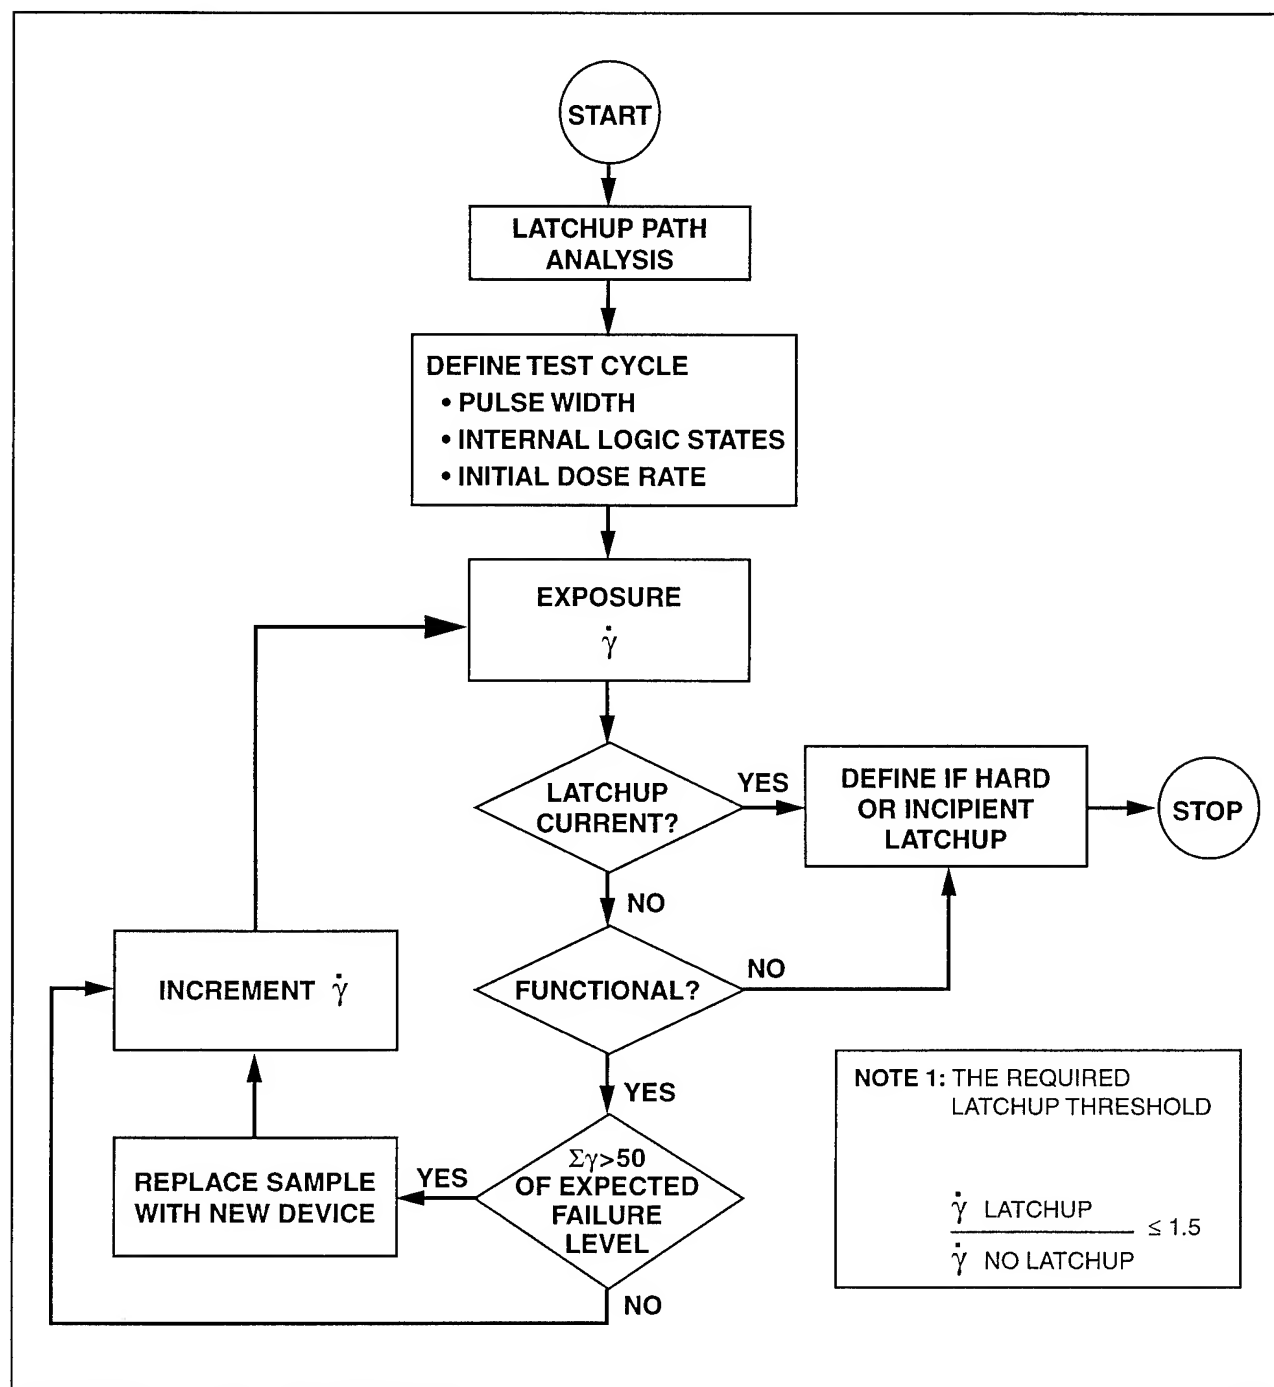 START
LATCHUP PATH
ANALYSIS
DEFINE TEST CYCLE
• PULSE WIDTH
• INTERNAL LOGIC STATES
• INITIAL DOSE RATE
EXPOSURE
γ̇
LATCHUP
CURRENT?
YES
DEFINE IF HARD
OR INCIPIENT
LATCHUP
STOP
NO
FUNCTIONAL?
NO
INCREMENT γ̇
YES
Σγ>50
OF EXPECTED
FAILURE
LEVEL
YES
REPLACE SAMPLE
WITH NEW DEVICE
NO
NOTE 1: THE REQUIRED
LATCHUP THRESHOLD
γ̇ LATCHUP
≤ 1.5
γ̇ NO LATCHUP